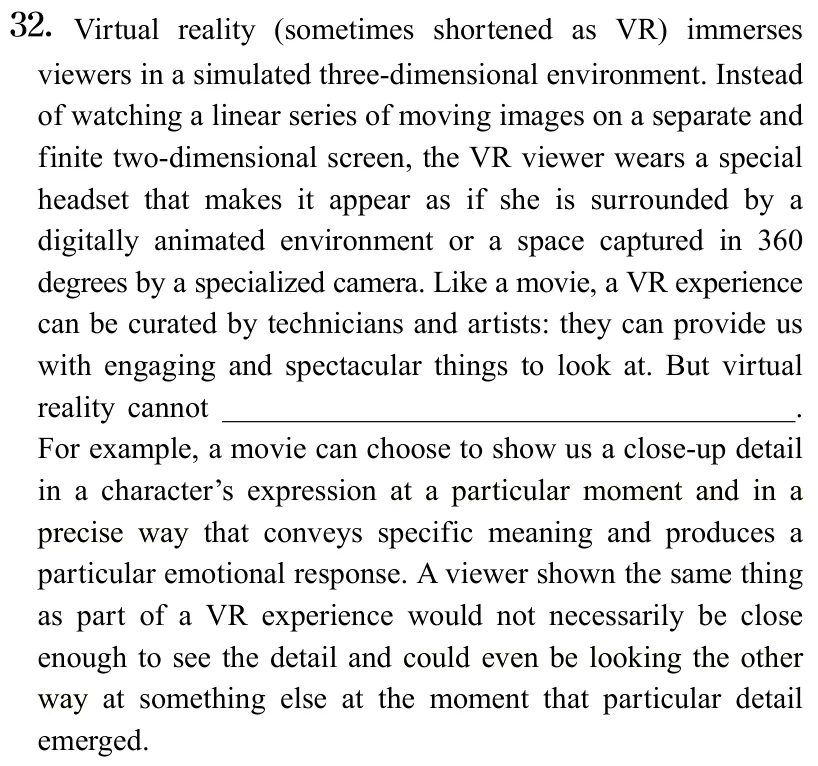 32. Virtual reality (sometimes shortened as VR) immerses
viewers in a simulated three-dimensional environment. Instead
of watching a linear series of moving images on a separate and
finite two-dimensional screen, the VR viewer wears a special
headset that makes it appear as if she is surrounded by a
digitally animated environment or a space captured in 360
degrees by a specialized camera. Like a movie, a VR experience
can be curated by technicians and artists: they can provide us
with engaging and spectacular things to look at. But virtual
reality cannot ________________________________________.
For example, a movie can choose to show us a close-up detail
in a character’s expression at a particular moment and in a
precise way that conveys specific meaning and produces a
particular emotional response. A viewer shown the same thing
as part of a VR experience would not necessarily be close
enough to see the detail and could even be looking the other
way at something else at the moment that particular detail
emerged.